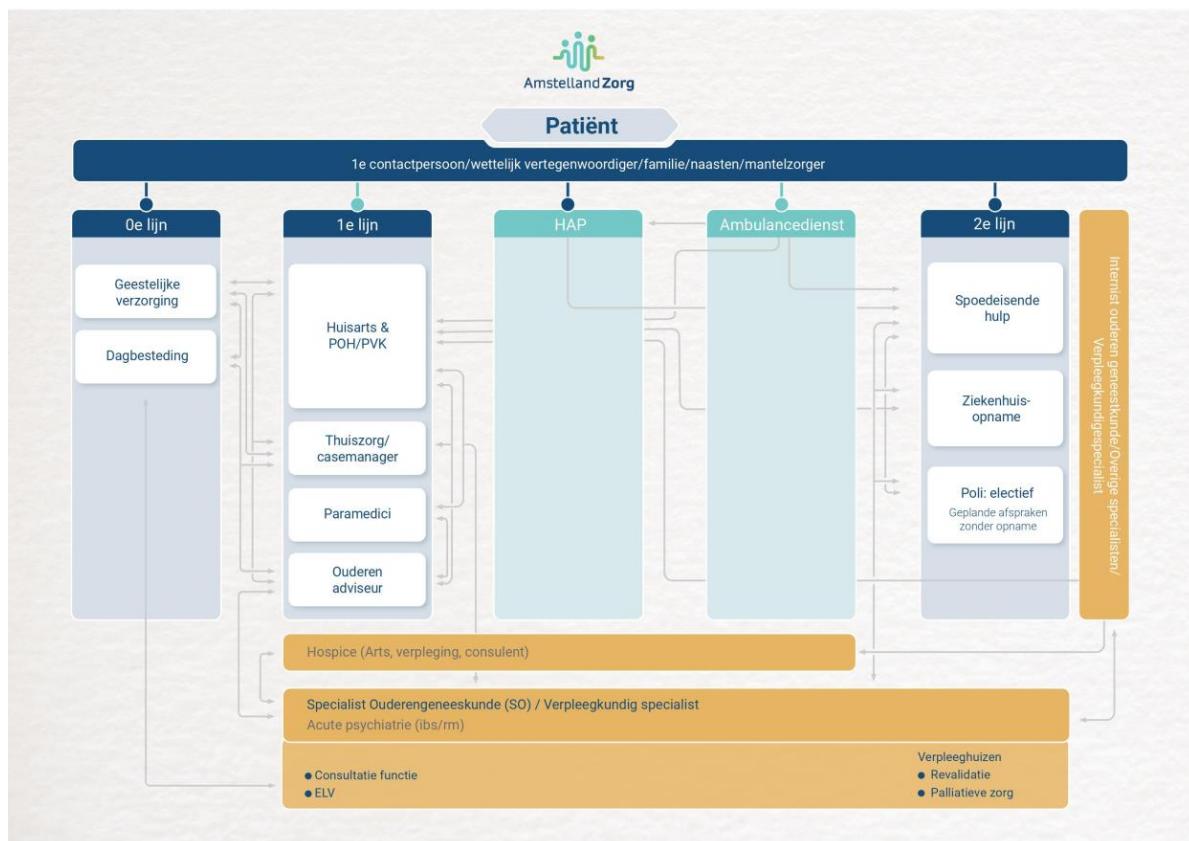 Amstelland Zorg
Patiënt
1e contactpersoon/wettelijk vertegenwoordiger/familie/naasten/mantelzorger
0e lijn
Geestelijke
verzorging
Dagbesteding
1e lijn
Huisarts &
POH/PVK
Thuiszorg/
casemanager
Paramedici
Ouderen
adviseur
HAP
Ambulancedienst
2e lijn
Spoedeisende
hulp
Ziekenhuis-
opname
Poli: electief
Geplande afspraken
zonder opname
Internist ouderen geneestkunde/Overige specialisten/
Verpleegkundigespecialist
Hospice (Arts, verpleging, consulent)
Specialist Ouderengeneeskunde (SO) / Verpleegkundig specialist
Acute psychiatrie (ibs/rm)
● Consultatie functie
● ELV
Verpleeghuizen
● Revalidatie
● Palliatieve zorg